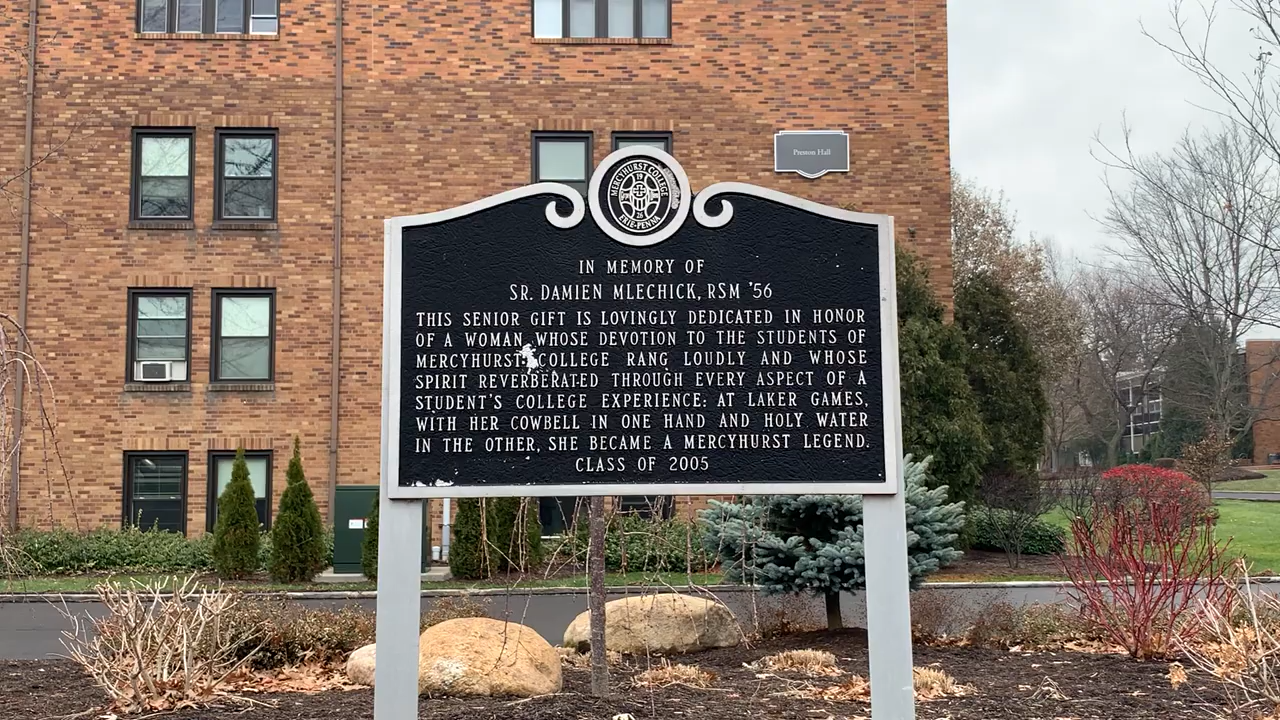 Preston Hall
MERCYHURST COLLEGE
19
26
ERIE-PENNA
IN MEMORY OF
SR. DAMIEN MLECHICK, RSM '56
THIS SENIOR GIFT IS LOVINGLY DEDICATED IN HONOR
OF A WOMAN WHOSE DEVOTION TO THE STUDENTS OF
MERCYHURST COLLEGE RANG LOUDLY AND WHOSE
SPIRIT REVERBERATED THROUGH EVERY ASPECT OF A
STUDENT'S COLLEGE EXPERIENCE: AT LAKER GAMES,
WITH HER COWBELL IN ONE HAND AND HOLY WATER
IN THE OTHER, SHE BECAME A MERCYHURST LEGEND.
CLASS OF 2005